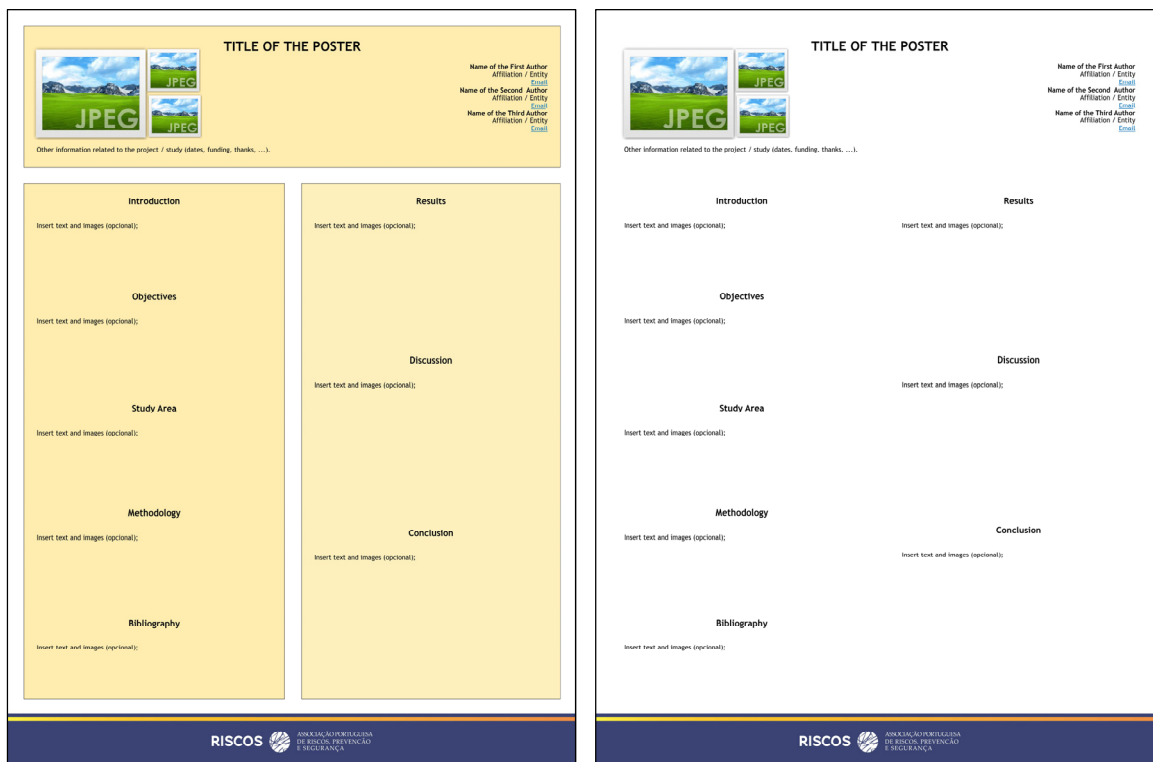 TITLE OF THE POSTER
JPEG
JPEG
JPEG
Name of the First Author
Affiliation / Entity
Email
Name of the Second Author
Affiliation / Entity
Email
Name of the Third Author
Affiliation / Entity
Email
Other information related to the project / study (dates, funding, thanks, ...).
Introduction
Insert text and images (opcional);
Objectives
Insert text and images (opcional);
Study Area
Insert text and images (opcional);
Methodology
Insert text and images (opcional);
Bibliography
Insert text and images (opcional);
Results
Insert text and images (opcional);
Discussion
Insert text and images (opcional);
Conclusion
Insert text and images (opcional);
RISCOS
ASSOCIAÇÃO PORTUGUESA
DE RISCOS, PREVENÇÃO
E SEGURANÇA
TITLE OF THE POSTER
JPEG
JPEG
JPEG
Name of the First Author
Affiliation / Entity
Email
Name of the Second Author
Affiliation / Entity
Email
Name of the Third Author
Affiliation / Entity
Email
Other information related to the project / study (dates, funding, thanks, ...).
Introduction
Insert text and images (opcional);
Objectives
Insert text and images (opcional);
Study Area
Insert text and images (opcional);
Methodology
Insert text and images (opcional);
Bibliography
Insert text and images (opcional);
Results
Insert text and images (opcional);
Discussion
Insert text and images (opcional);
Conclusion
Insert text and images (opcional);
RISCOS
ASSOCIAÇÃO PORTUGUESA
DE RISCOS, PREVENÇÃO
E SEGURANÇA